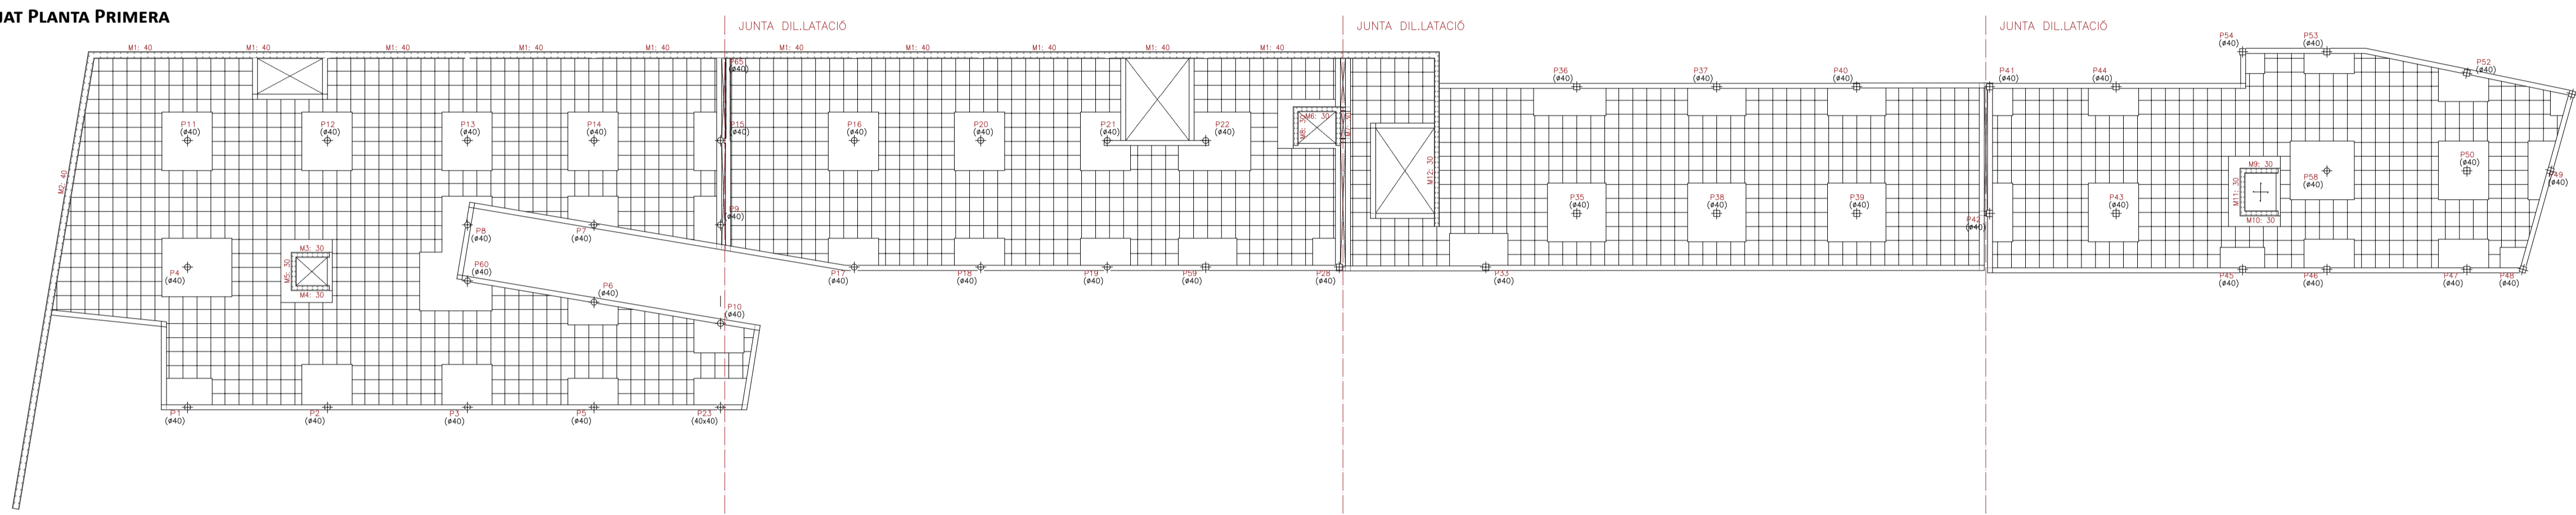 JAT PLANTA PRIMERA
JUNTA DIL.LATACIÓ
JUNTA DIL.LATACIÓ
JUNTA DIL.LATACIÓ
M1: 40
M1: 40
M1: 40
M1: 40
M1: 40
M1: 40
M1: 40
M1: 40
M1: 40
M1: 40
P54
(ø40)
P53
(ø40)
P52
(ø40)
P65
(ø40)
P36
(ø40)
P37
(ø40)
P40
(ø40)
P41
(ø40)
P44
(ø40)
P11
(ø40)
P12
(ø40)
P13
(ø40)
P14
(ø40)
P15
(ø40)
P16
(ø40)
P20
(ø40)
P21
(ø40)
P22
(ø40)
M6: 30
M8: 30
M12: 30
M2: 40
P50
(ø40)
P58
(ø40)
P49
(ø40)
M9: 30
M11: 30
M10: 30
P35
(ø40)
P38
(ø40)
P39
(ø40)
P43
(ø40)
P42
(ø40)
P9
(ø40)
P8
(ø40)
P7
(ø40)
M3: 30
M5: 30
M4: 30
P4
(ø40)
P60
(ø40)
P6
(ø40)
P10
(ø40)
P17
(ø40)
P18
(ø40)
P19
(ø40)
P59
(ø40)
P28
(ø40)
P33
(ø40)
P45
(ø40)
P46
(ø40)
P47
(ø40)
P48
(ø40)
P1
(ø40)
P2
(ø40)
P3
(ø40)
P5
(ø40)
P23
(40x40)